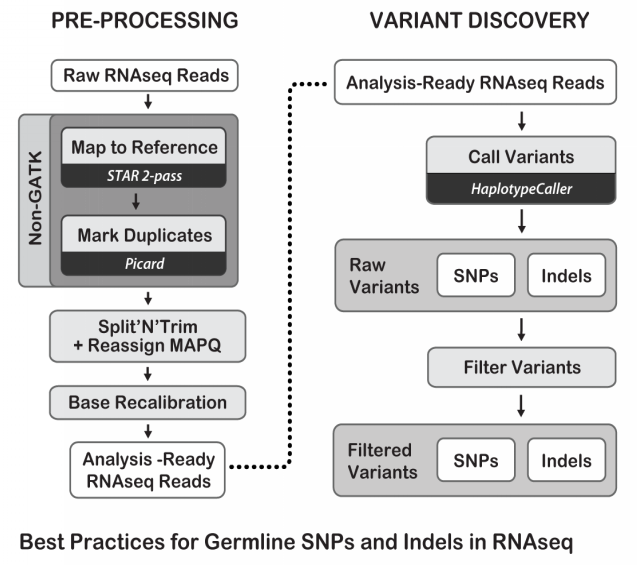 PRE-PROCESSING
Raw RNAseq Reads
Non-GATK
Map to Reference
STAR 2-pass
Mark Duplicates
Picard
Split'N'Trim
+ Reassign MAPQ
Base Recalibration
Analysis -Ready
RNAseq Reads
VARIANT DISCOVERY
Analysis-Ready RNAseq Reads
Call Variants
HaplotypeCaller
Raw
Variants
SNPs
Indels
Filter Variants
Filtered
Variants
SNPs
Indels
Best Practices for Germline SNPs and Indels in RNAseq